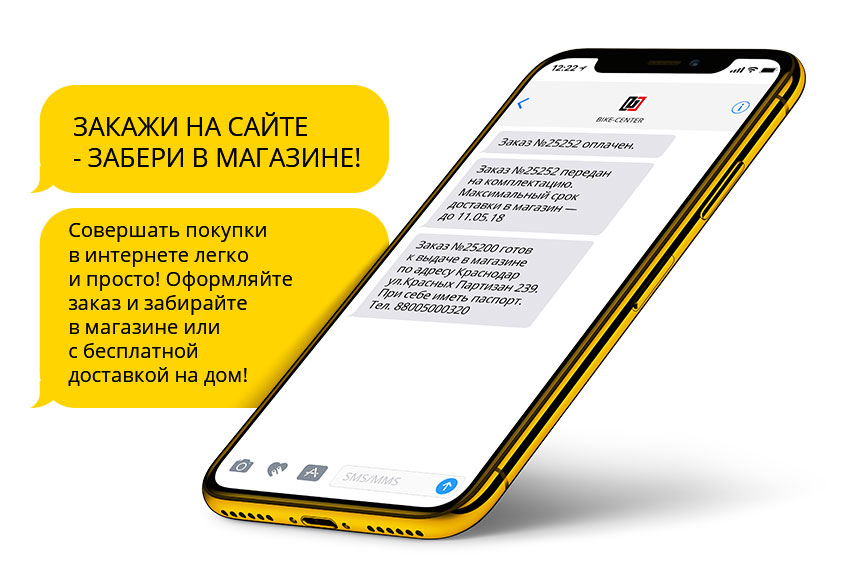 ЗАКАЖИ НА САЙТЕ
- ЗАБЕРИ В МАГАЗИНЕ!
Совершать покупки
в интернете легко
и просто! Оформляйте
заказ и забирайте
в магазине или
с бесплатной
доставкой на дом!
12:22
BIKE-CENTER
Заказ №25252 оплачен.
Заказ №25252 передан
на комплектацию.
Максимальный срок
доставки в магазин —
до 11.05.18
Заказ №25200 готов
к выдаче в магазине
по адресу Краснодар
ул.Красных Партизан 239.
При себе иметь паспорт.
Тел. 88005000320
SMS/MMS